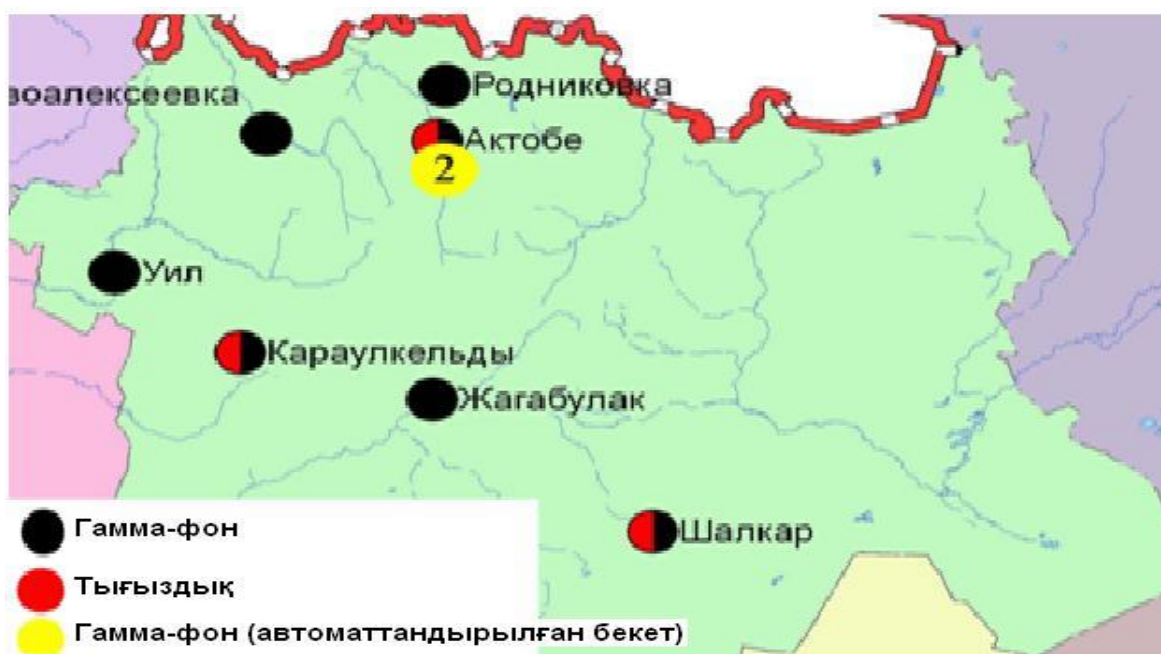 Родниковка
воалексеевка
Актобе
2
Уил
Караулкельды
Жагабулак
Шалкар
Гамма-фон
Тығыздық
Гамма-фон (автоматтандырылған бекет)